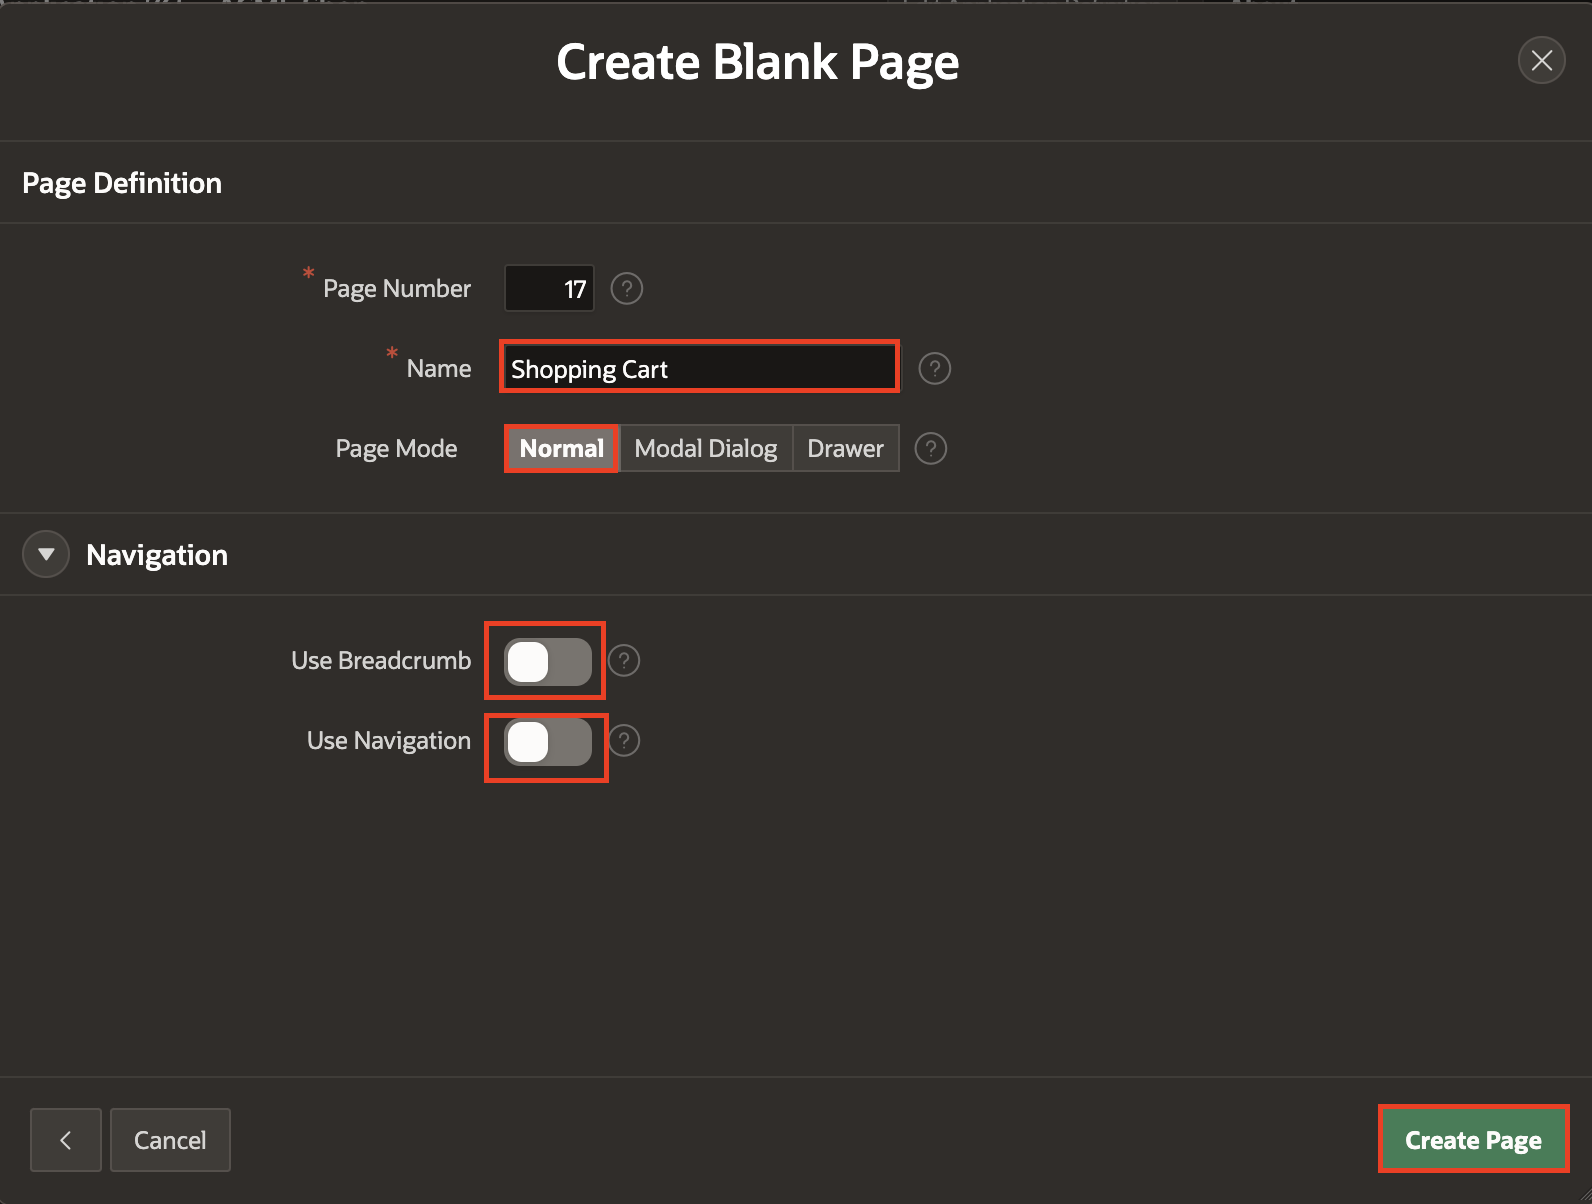 Create Blank Page
Page Definition
* Page Number 17 ?
* Name Shopping Cart ?
Page Mode Normal Modal Dialog Drawer ?
Navigation
Use Breadcrumb ?
Use Navigation ?
Cancel Create Page